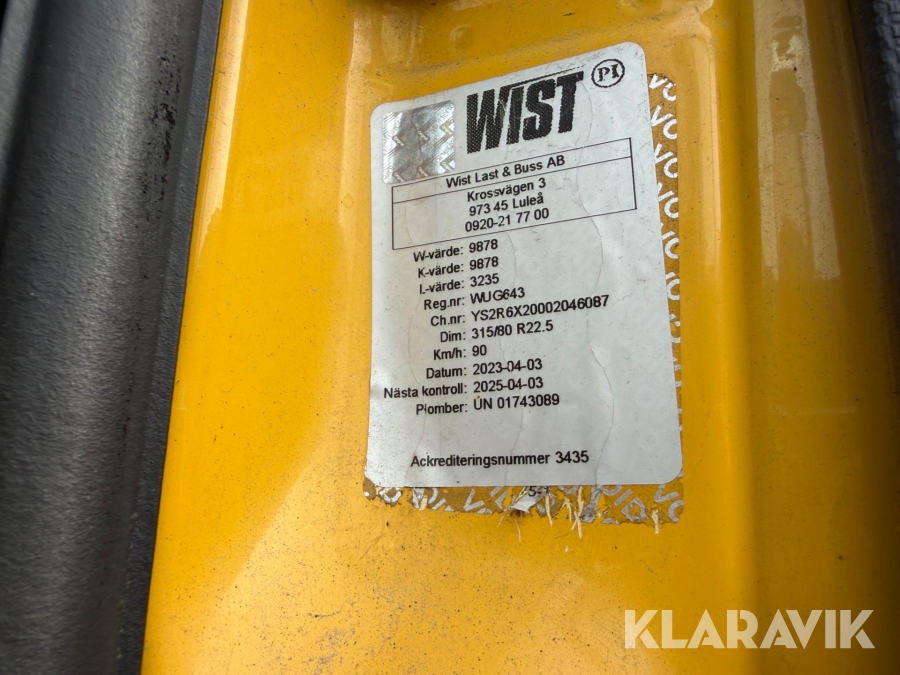 WIST
PI
Wist Last & Buss AB
Krossvägen 3
973 45 Luleå
0920-21 77 00
W-värde: 9878
K-värde: 9878
L-värde: 3235
Reg.nr: WUG643
Ch.nr: YS2R6X20002046087
Dim: 315/80 R22.5
Km/h: 90
Datum: 2023-04-03
Nästa kontroll: 2025-04-03
Plomber: ÚN 01743089
Ackrediteringsnummer 3435
KLARAVIK